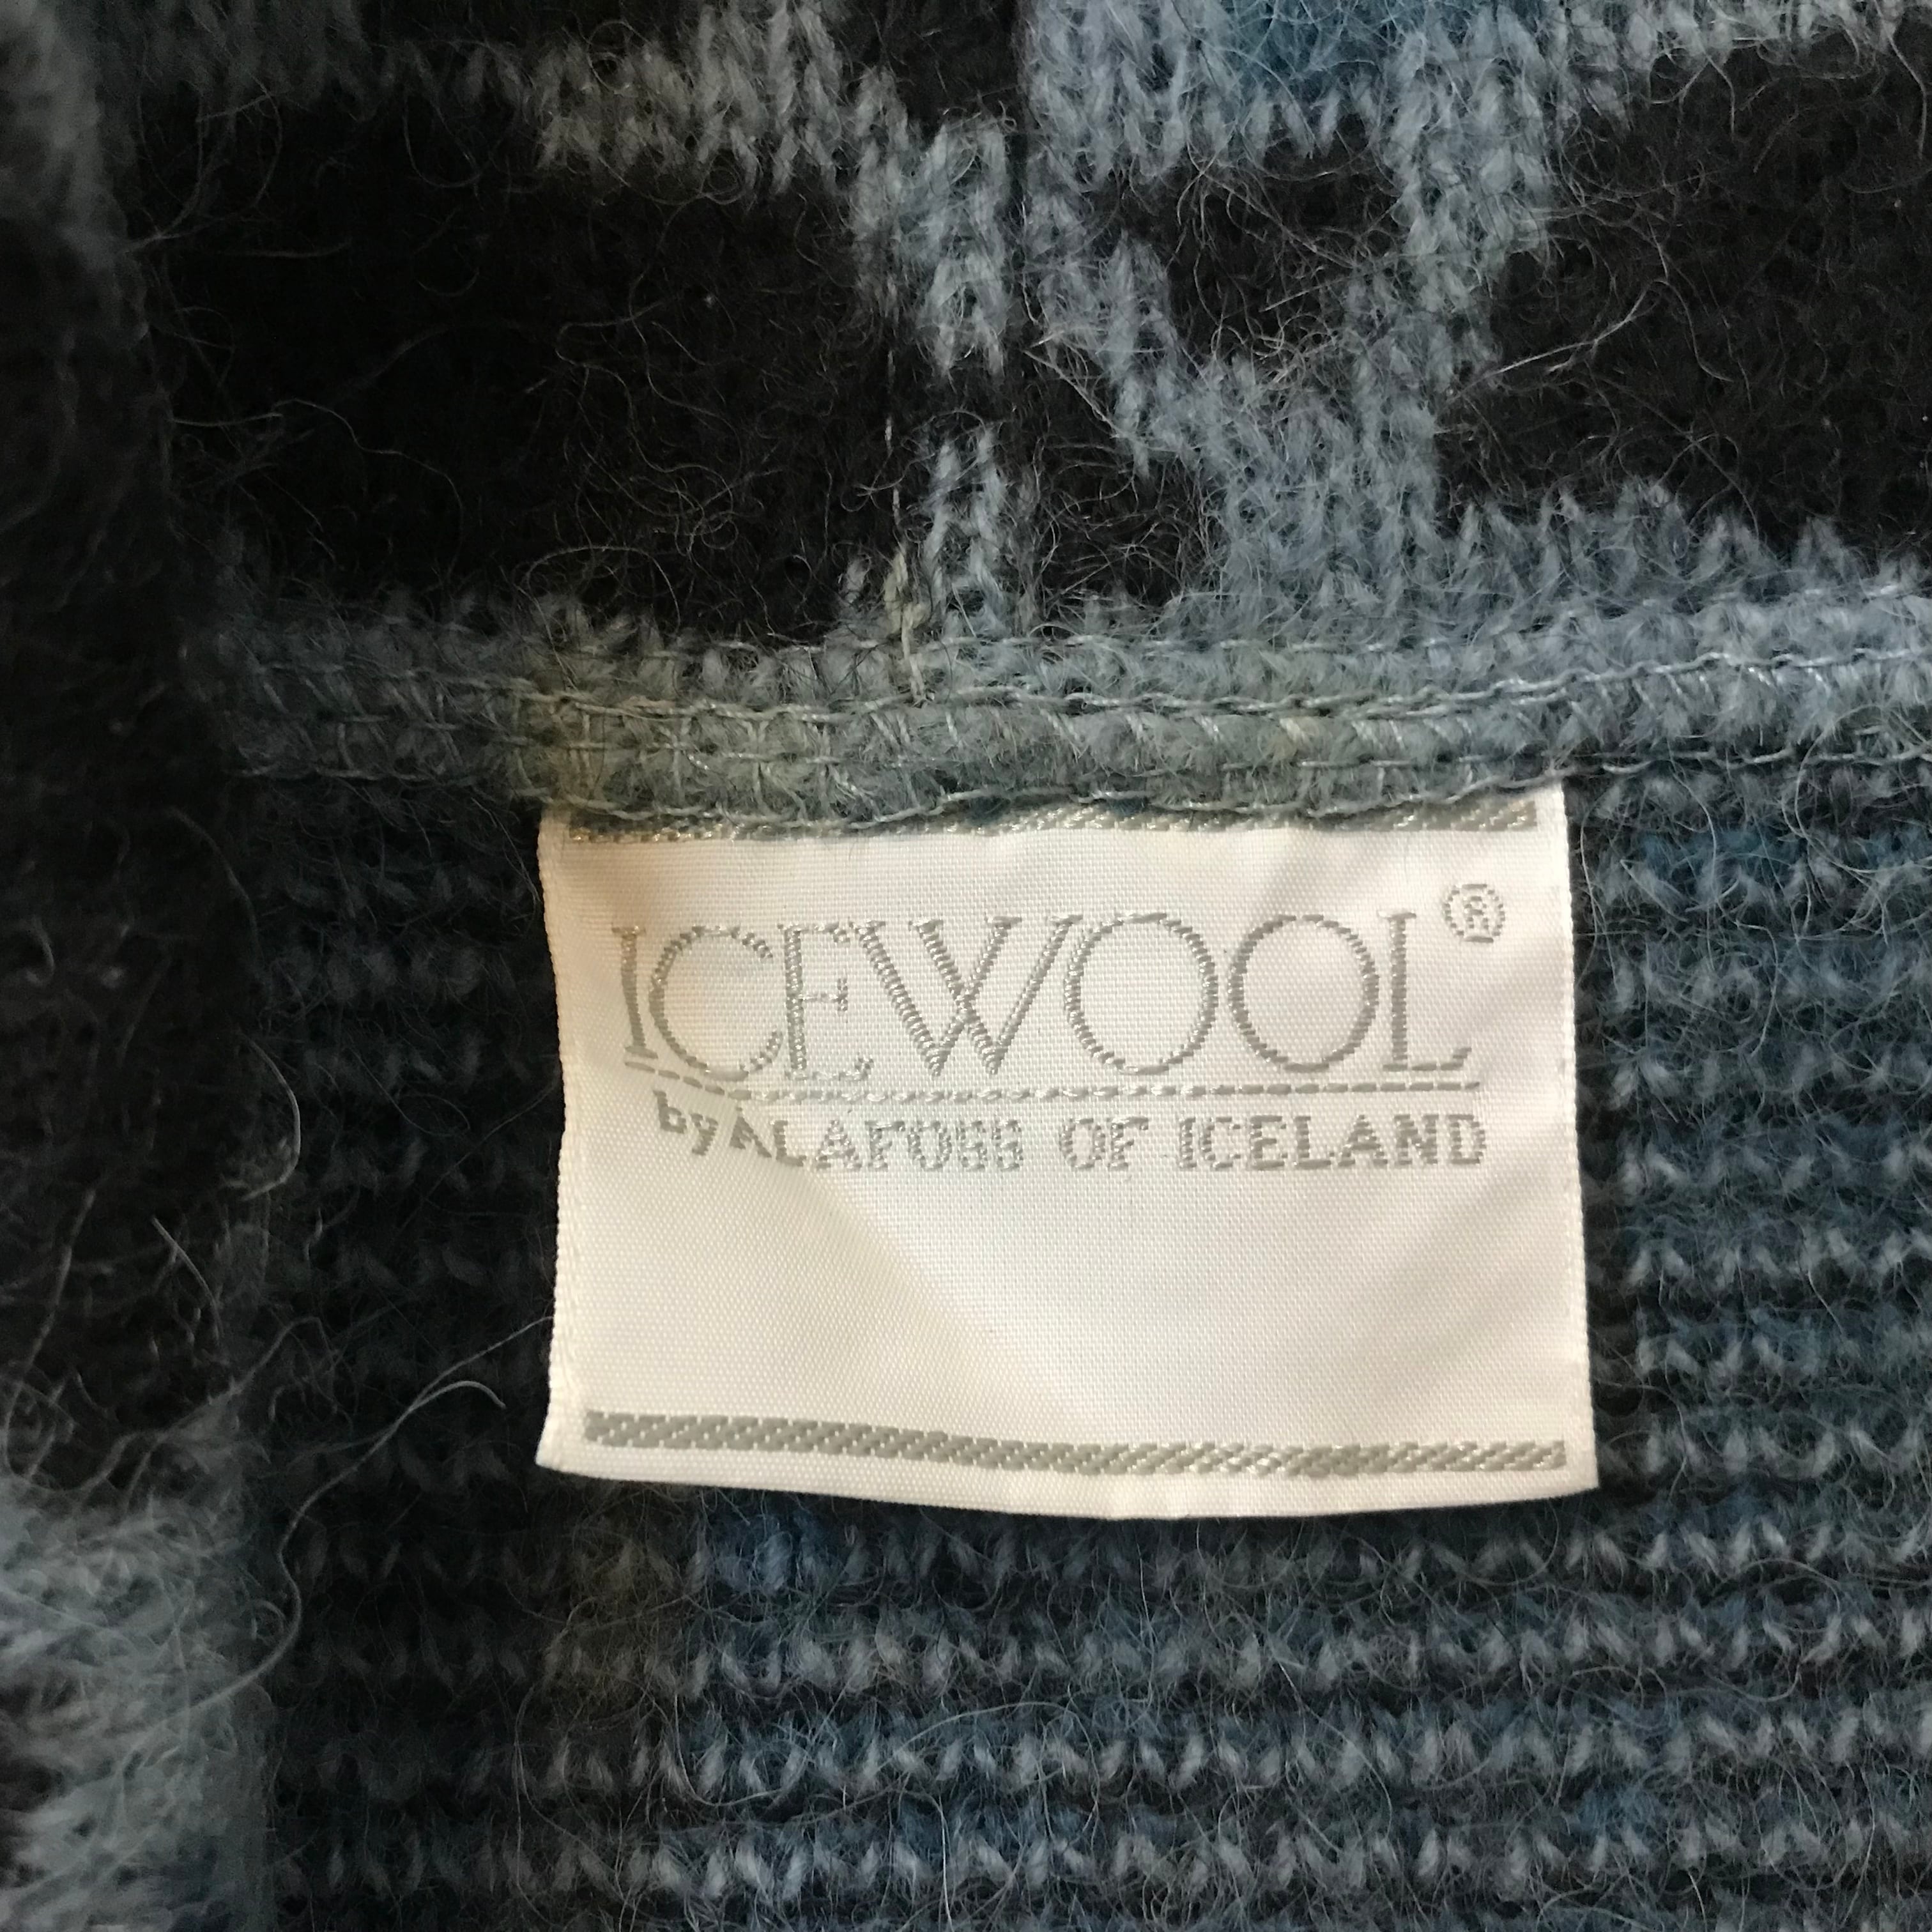 ICEWOOL®
by ALAFOSS OF ICELAND